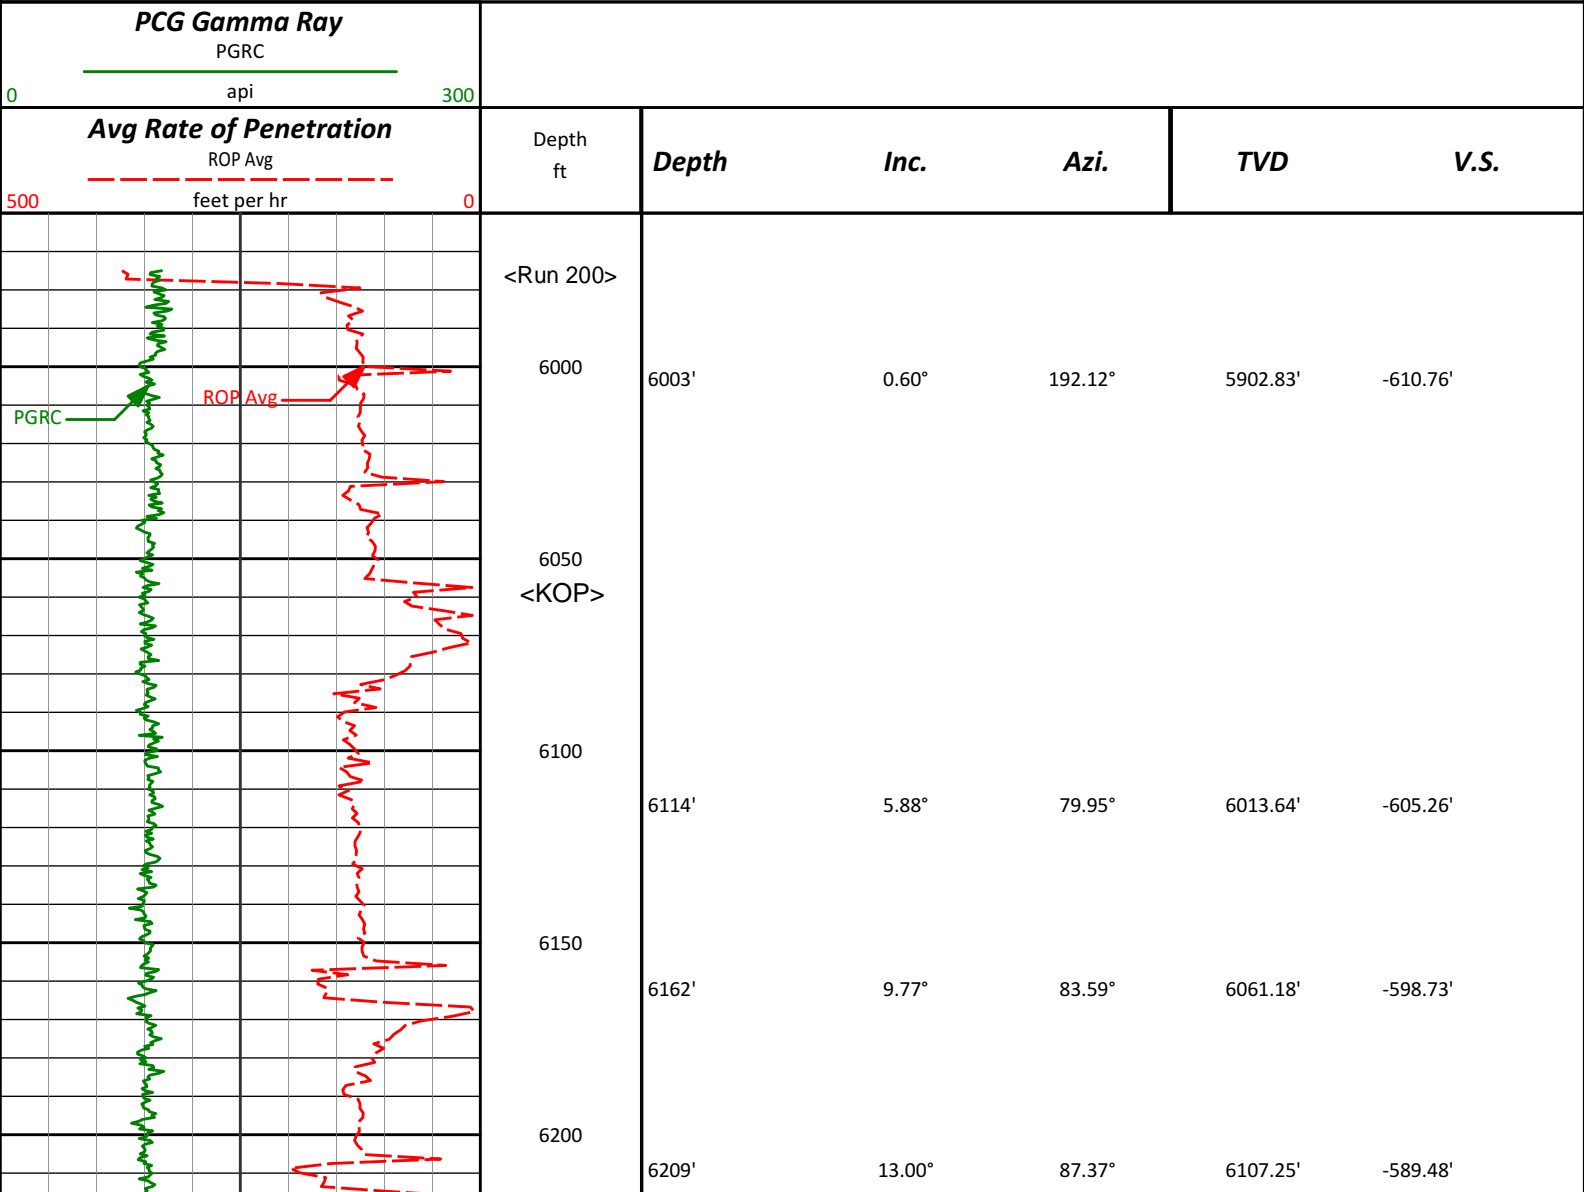 PCG Gamma Ray
PGRC
0 api 300
Avg Rate of Penetration
ROP Avg
500 feet per hr 0
Depth
ft
Depth Inc. Azi. TVD V.S.
<Run 200>
6000
6003' 0.60° 192.12° 5902.83' -610.76'
ROP Avg
PGRC
6050
<KOP>
6100
6114' 5.88° 79.95° 6013.64' -605.26'
6150
6162' 9.77° 83.59° 6061.18' -598.73'
6200
6209' 13.00° 87.37° 6107.25' -589.48'